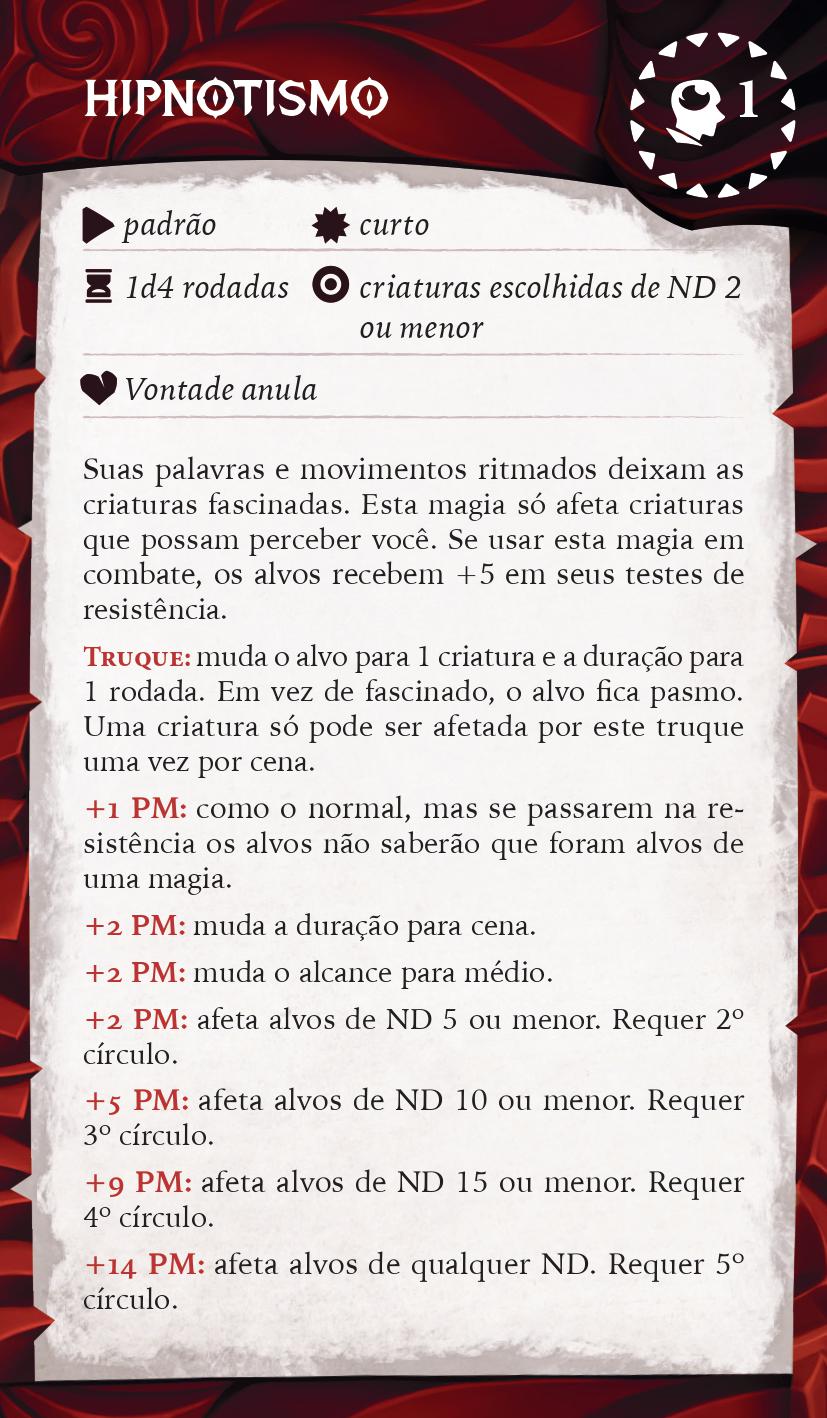 HIPNOTISMO
1
padrão curto
1d4 rodadas criaturas escolhidas de ND 2
ou menor
Vontade anula
Suas palavras e movimentos ritmados deixam as
criaturas fascinadas. Esta magia só afeta criaturas
que possam perceber você. Se usar esta magia em
combate, os alvos recebem +5 em seus testes de
resistência.
TRUQUE: muda o alvo para 1 criatura e a duração para
1 rodada. Em vez de fascinado, o alvo fica pasmo.
Uma criatura só pode ser afetada por este truque
uma vez por cena.
+1 PM: como o normal, mas se passarem na re-
sistência os alvos não saberão que foram alvos de
uma magia.
+2 PM: muda a duração para cena.
+2 PM: muda o alcance para médio.
+2 PM: afeta alvos de ND 5 ou menor. Requer 2º
círculo.
+5 PM: afeta alvos de ND 10 ou menor. Requer
3º círculo.
+9 PM: afeta alvos de ND 15 ou menor. Requer
4º círculo.
+14 PM: afeta alvos de qualquer ND. Requer 5º
círculo.